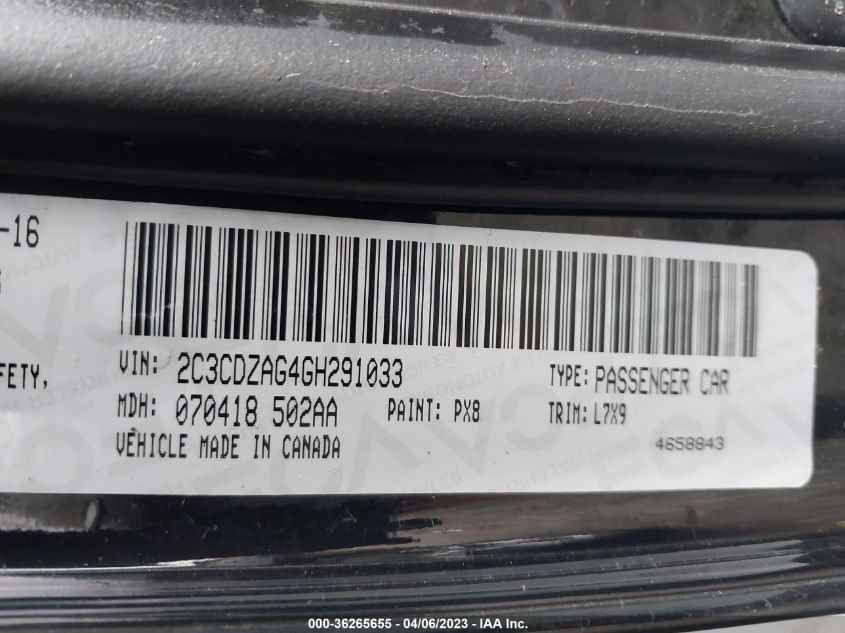 -16
FETY,
VIN: 2C3CDZAG4GH291033
TYPE: PASSENGER CAR
MDH: 070418 502AA
PAINT: PX8
TRIM: L7X9
VEHICLE MADE IN CANADA
4658843
000-36265655 - 04/06/2023 - IAA Inc.